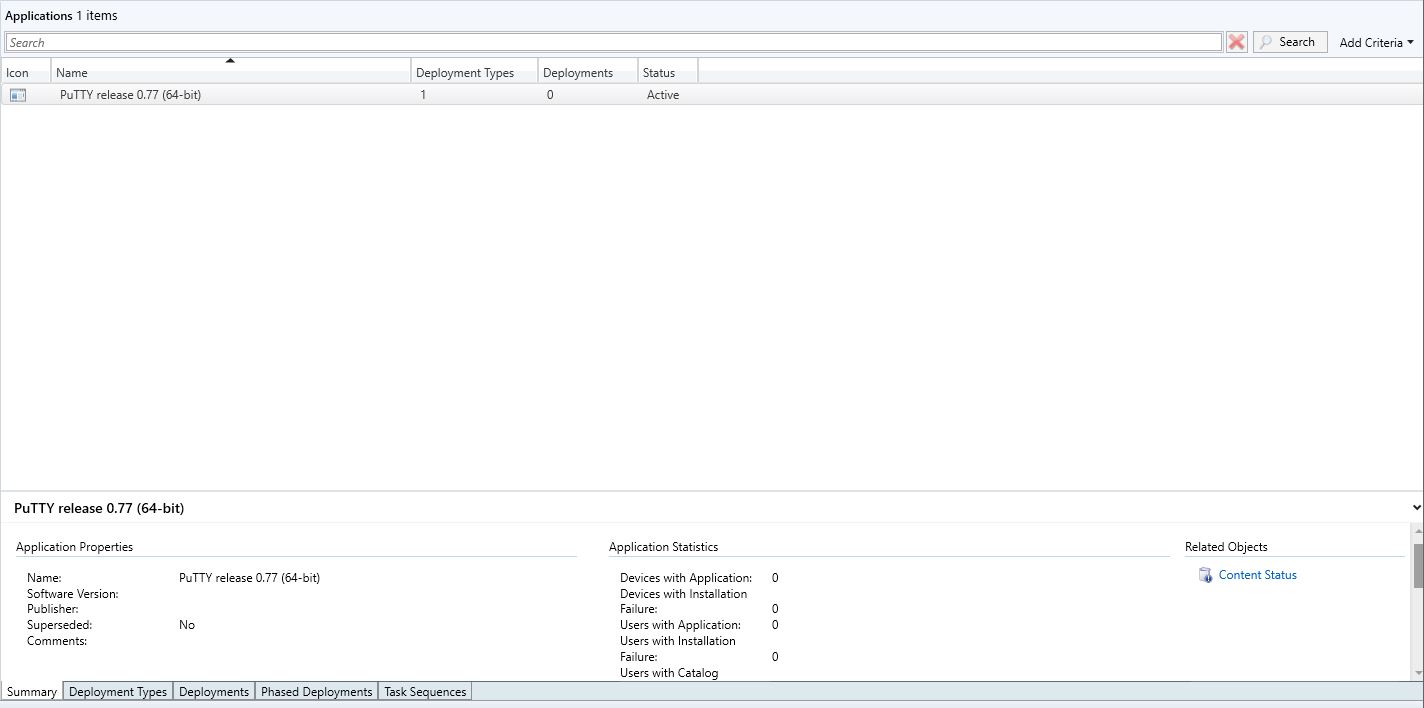 Applications 1 items
Search Search Add Criteria
Icon Name Deployment Types Deployments Status
PuTTY release 0.77 (64-bit) 1 0 Active
PuTTY release 0.77 (64-bit)
Application Properties
Name: PuTTY release 0.77 (64-bit)
Software Version:
Publisher:
Superseded: No
Comments:
Application Statistics
Devices with Application: 0
Devices with Installation
Failure: 0
Users with Application: 0
Users with Installation
Failure: 0
Users with Catalog
Related Objects
Content Status
Summary Deployment Types Deployments Phased Deployments Task Sequences